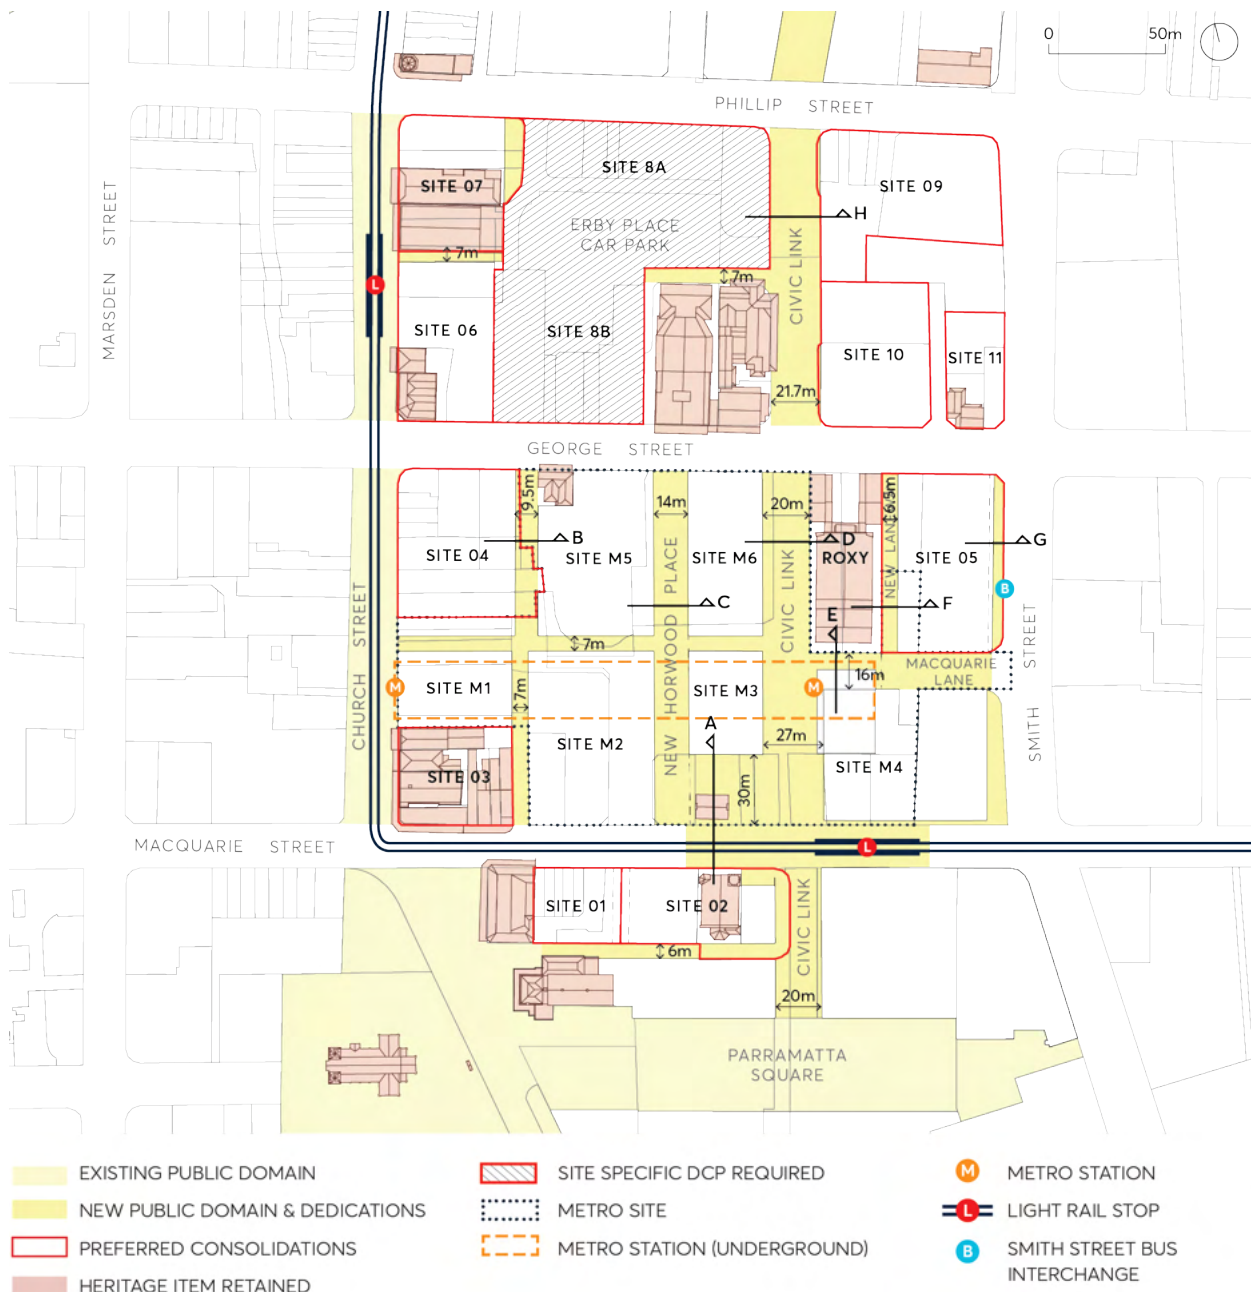 0 50m
PHILLIP STREET
MARSDEN STREET
SITE 07
SITE 8A
SITE 09
ERBY PLACE
CAR PARK
H
7m
7m
CIVIC LINK
L
SITE 06
SITE 8B
SITE 10
SITE 11
21.7m
GEORGE STREET
9.5m
14m
20m
6.5m
B
D
G
SITE 04
SITE M5
SITE M6
ROXY
SITE 05
NEW LANE
B
C
F
E
CHURCH STREET
NEW HORWOOD PLACE
CIVIC LINK
SMITH STREET
7m
MACQUARIE
LANE
16m
M
SITE M1
7m
SITE M3
M
A
SITE M2
27m
SITE M4
SITE 03
30m
MACQUARIE STREET
L
SITE 01
SITE 02
CIVIC LINK
6m
20m
PARRAMATTA
SQUARE
EXISTING PUBLIC DOMAIN
NEW PUBLIC DOMAIN & DEDICATIONS
PREFERRED CONSOLIDATIONS
HERITAGE ITEM RETAINED
SITE SPECIFIC DCP REQUIRED
METRO SITE
METRO STATION (UNDERGROUND)
M METRO STATION
L LIGHT RAIL STOP
B SMITH STREET BUS
INTERCHANGE